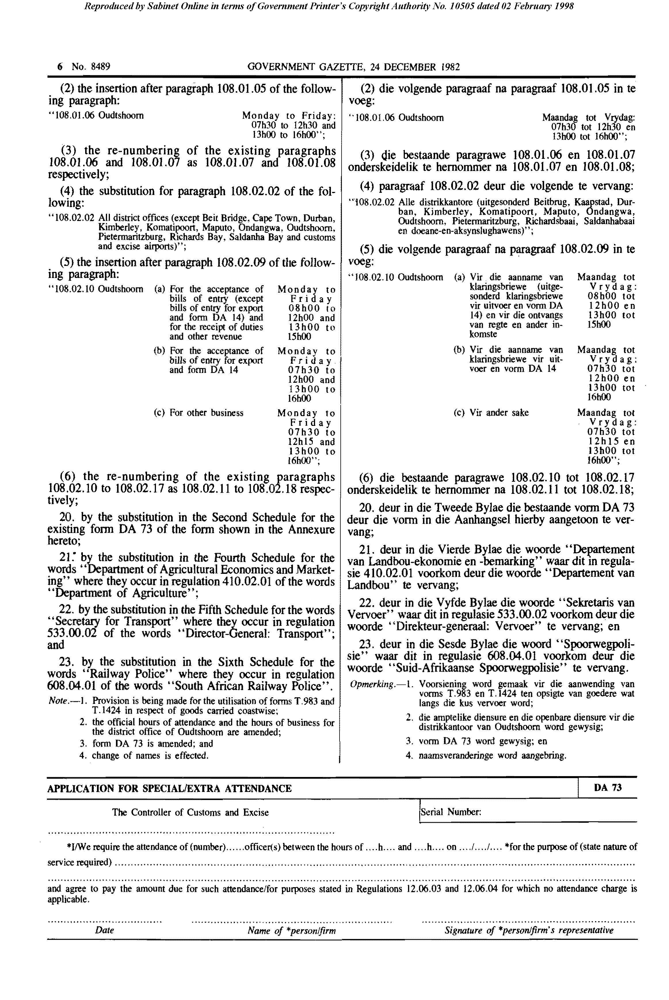 Reproduced by Sabinet Online in terms of Government Printer's Copyright Authority No. 10505 dated 02 February 1998
6 No. 8489
GOVERNMENT GAZETTE, 24 DECEMBER 1982
(2) the insertion after paragraph 108.01.05 of the follow-
ing paragraph:
“108.01.06 Oudtshoorn Monday to Friday:
07h30 to 12h30 and
13h00 to 16h00”;
(3) the re-numbering of the existing paragraphs
108.01.06 and 108.01.07 as 108.01.07 and 108.01.08
respectively;
(4) the substitution for paragraph 108.02.02 of the fol-
lowing:
“108.02.02 All district offices (except Beit Bridge, Cape Town, Durban,
Kimberley, Komatipoort, Maputo, Ondangwa, Oudtshoorn,
Pietermaritzburg, Richards Bay, Saldanha Bay and customs
and excise airports)”;
(5) the insertion after paragraph 108.02.09 of the follow-
ing paragraph:
“108.02.10 Oudtshoorn (a) For the acceptance of Monday to
bills of entry (except Friday
bills of entry for export 08h00 to
and form DA 14) and 12h00 and
for the receipt of duties 13h00 to
and other revenue 15h00
(b) For the acceptance of Monday to
bills of entry for export Friday
and form DA 14 07h30 to
12h00 and
13h00 to
16h00
(c) For other business Monday to
Friday
07h30 to
12h15 and
13h00 to
16h00”;
(6) the re-numbering of the existing paragraphs
108.02.10 to 108.02.17 as 108.02.11 to 108.02.18 respec-
tively;
20. by the substitution in the Second Schedule for the
existing form DA 73 of the form shown in the Annexure
hereto;
21. by the substitution in the Fourth Schedule for the
words “Department of Agricultural Economics and Market-
ing” where they occur in regulation 410.02.01 of the words
“Department of Agriculture”;
22. by the substitution in the Fifth Schedule for the words
“Secretary for Transport” where they occur in regulation
533.00.02 of the words “Director-General: Transport”;
and
23. by the substitution in the Sixth Schedule for the
words “Railway Police” where they occur in regulation
608.04.01 of the words “South African Railway Police”.
Note.—1. Provision is being made for the utilisation of forms T.983 and
T.1424 in respect of goods carried coastwise;
2. the official hours of attendance and the hours of business for
the district office of Oudtshoorn are amended;
3. form DA 73 is amended; and
4. change of names is effected.
(2) die volgende paragraaf na paragraaf 108.01.05 in te
voeg:
“108.01.06 Oudtshoorn Maandag tot Vrydag:
07h30 tot 12h30 en
13h00 tot 16h00”;
(3) die bestaande paragrawe 108.01.06 en 108.01.07
onderskeidelik te hernommer na 108.01.07 en 108.01.08;
(4) paragraaf 108.02.02 deur die volgende te vervang:
“108.02.02 Alle distrikkantore (uitgesonderd Beitbrug, Kaapstad, Dur-
ban, Kimberley, Komatipoort, Maputo, Ondangwa,
Oudtshoorn, Pietermaritzburg, Richardsbaai, Saldanhabaai
en doeane-en-aksynslughawens)”;
(5) die volgende paragraaf na paragraaf 108.02.09 in te
voeg:
“108.02.10 Oudtshoorn (a) Vir die aanname van Maandag tot
klaringsbriewe (uitge- Vrydag:
sonderd klaringsbriewe 08h00 tot
vir uitvoer en vorm DA 12h00 en
14) en vir die ontvangs 13h00 tot
van regte en ander in- 15h00
komste
(b) Vir die aanname van Maandag tot
klaringsbriewe vir uit- Vrydag:
voer en vorm DA 14 07h30 tot
12h00 en
13h00 tot
16h00
(c) Vir ander sake Maandag tot
Vrydag:
07h30 tot
12h15 en
13h00 tot
16h00”;
(6) die bestaande paragrawe 108.02.10 tot 108.02.17
onderskeidelik te hernommer na 108.02.11 tot 108.02.18;
20. deur in die Tweede Bylae die bestaande vorm DA 73
deur die vorm in die Aanhangsel hierby aangetoon te ver-
vang;
21. deur in die Vierde Bylae die woorde “Departement
van Landbou-ekonomie en -bemarking” waar dit in regula-
sie 410.02.01 voorkom deur die woorde “Departement van
Landbou” te vervang;
22. deur in die Vyfde Bylae die woorde “Sekretaris van
Vervoer” waar dit in regulasie 533.00.02 voorkom deur die
woorde “Direkteur-generaal: Vervoer” te vervang; en
23. deur in die Sesde Bylae die woord “Spoorwegpoli-
sie” waar dit in regulasie 608.04.01 voorkom deur die
woorde “Suid-Afrikaanse Spoorwegpolisie” te vervang.
Opmerking.—1. Voorsiening word gemaak vir die aanwending van
vorms T.983 en T.1424 ten opsigte van goedere wat
langs die kus vervoer word;
2. die amptelike diensure en die openbare diensure vir die
distrikkantoor van Oudtshoorn word gewysig;
3. vorm DA 73 word gewysig; en
4. naamsveranderinge word aangebring.
APPLICATION FOR SPECIAL/EXTRA ATTENDANCE
DA 73
The Controller of Customs and Excise
Serial Number:
*I/We require the attendance of (number)......officer(s) between the hours of ....h.... and ....h.... on ..../..../.... *for the purpose of (state nature of
service required) ....................
and agree to pay the amount due for such attendance/for purposes stated in Regulations 12.06.03 and 12.06.04 for which no attendance charge is
applicable.
Date
Name of *person/firm
Signature of *person/firm's representative